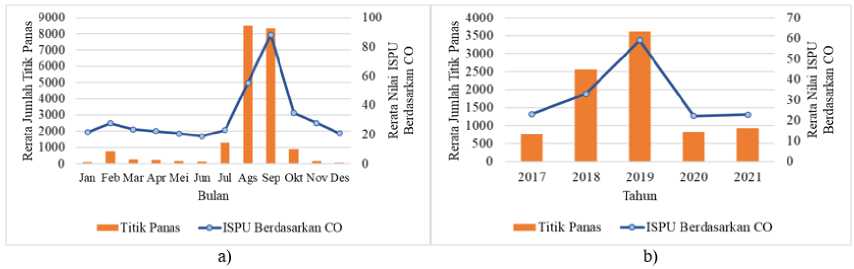 9000
8000
7000
6000
5000
4000
3000
2000
1000
0
Rerata Jumlah Titik Panas
100
80
60
40
20
0
Rerata Nilai ISPU
Berdasarkan CO
Jan Feb Mar Apr Mei Jun Jul Ags Sep Okt Nov Des
Bulan
Titik Panas ISPU Berdasarkan CO
a)
4000
3500
3000
2500
2000
1500
1000
500
0
Rerata Jumlah Titik Panas
70
60
50
40
30
20
10
0
Rerata Nilai ISPU
Berdasarkan CO
2017 2018 2019 2020 2021
Tahun
Titik Panas ISPU Berdasarkan CO
b)